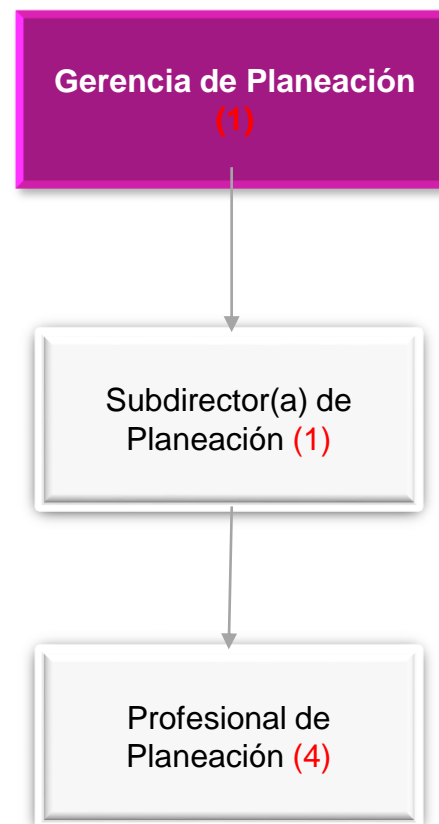 Gerencia de Planeación
(1)
Subdirector(a) de
Planeación (1)
Profesional de
Planeación (4)